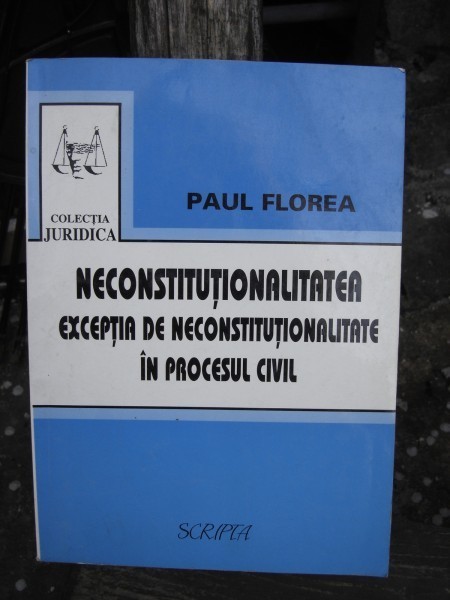 PAUL FLOREA
COLECȚIA
JURIDICA
NECONSTITUȚIONALITATEA
EXCEPȚIA DE NECONSTITUȚIONALITATE
ÎN PROCESUL CIVIL
SCRIPTA